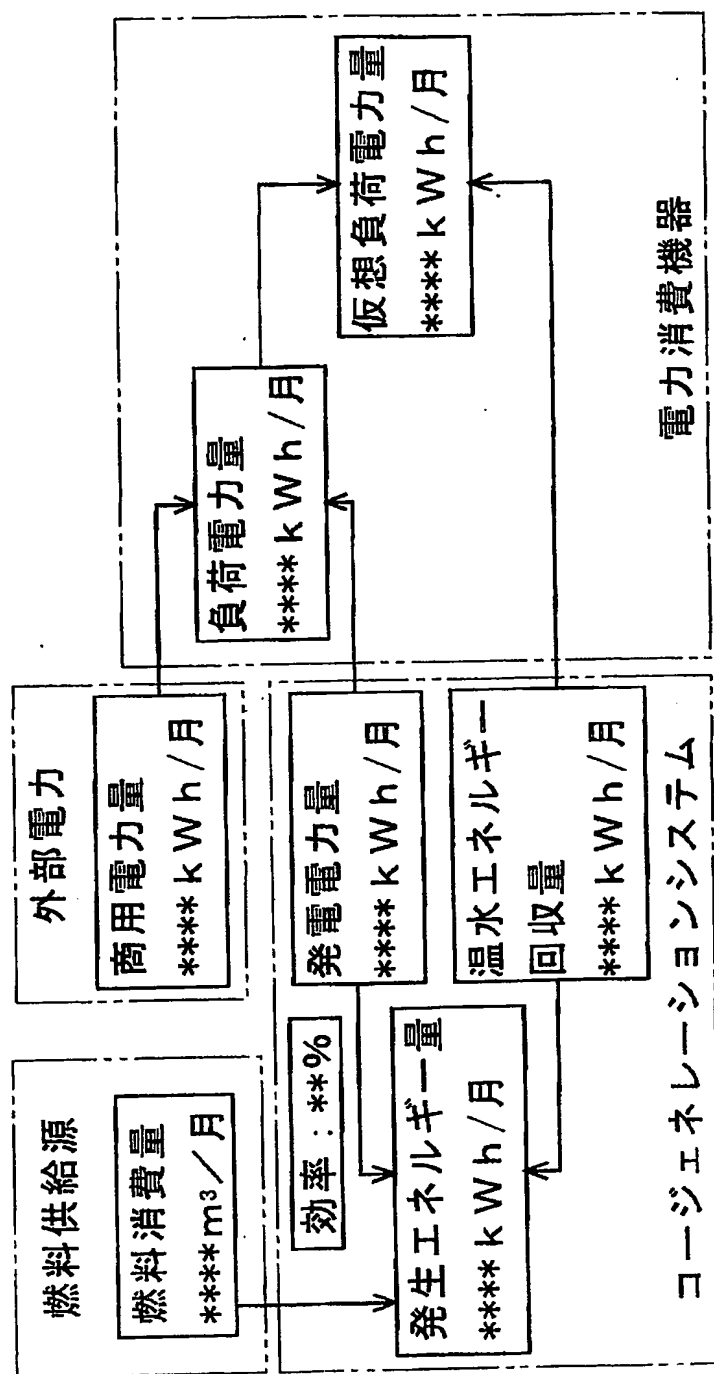 燃料供給源
燃料消費量
****m³／月
外部電力
商用電力量
****kWh/月
効率：**%
発生エネルギー量
****kWh/月
発電電力量
****kWh/月
温水エネルギー
回収量
****kWh/月
コージェネレーションシステム
負荷電力量
****kWh/月
仮想負荷電力量
****kWh/月
電力消費機器